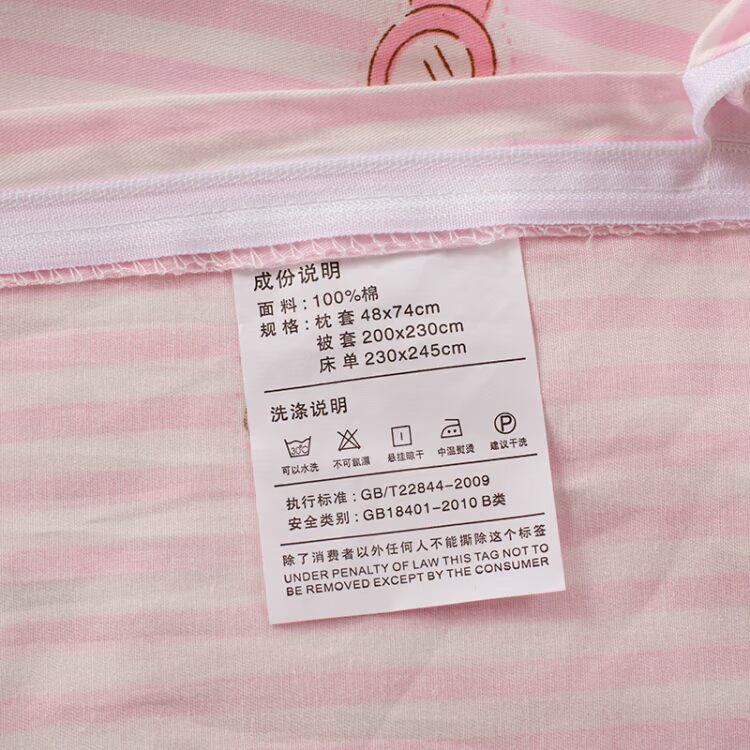 成份说明
面料：100%棉
规格：枕套 48x74cm
被套 200x230cm
床单 230x245cm
洗涤说明
30℃ P
可以水洗 不可氯漂 悬挂晾干 中温熨烫 建议干洗
执行标准：GB/T22844-2009
安全类别：GB18401-2010 B类
除了消费者以外任何人不能撕除这个标签
UNDER PENALTY OF LAW THIS TAG NOT TO
BE REMOVED EXCEPT BY THE CONSUMER